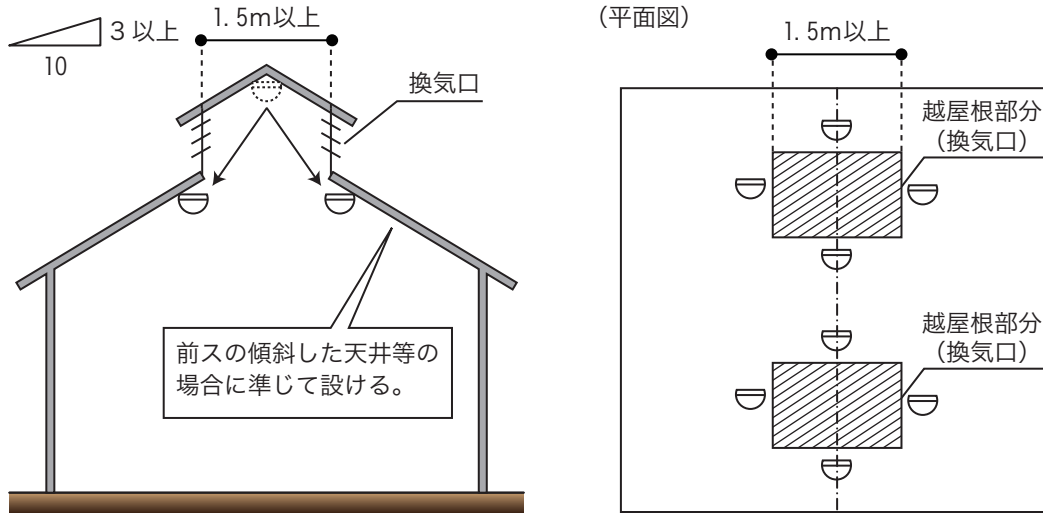 3 以上
10
1.5m以上
換気口
前スの傾斜した天井等の
場合に準じて設ける。
（平面図）
1.5m以上
越屋根部分
（換気口）
越屋根部分
（換気口）